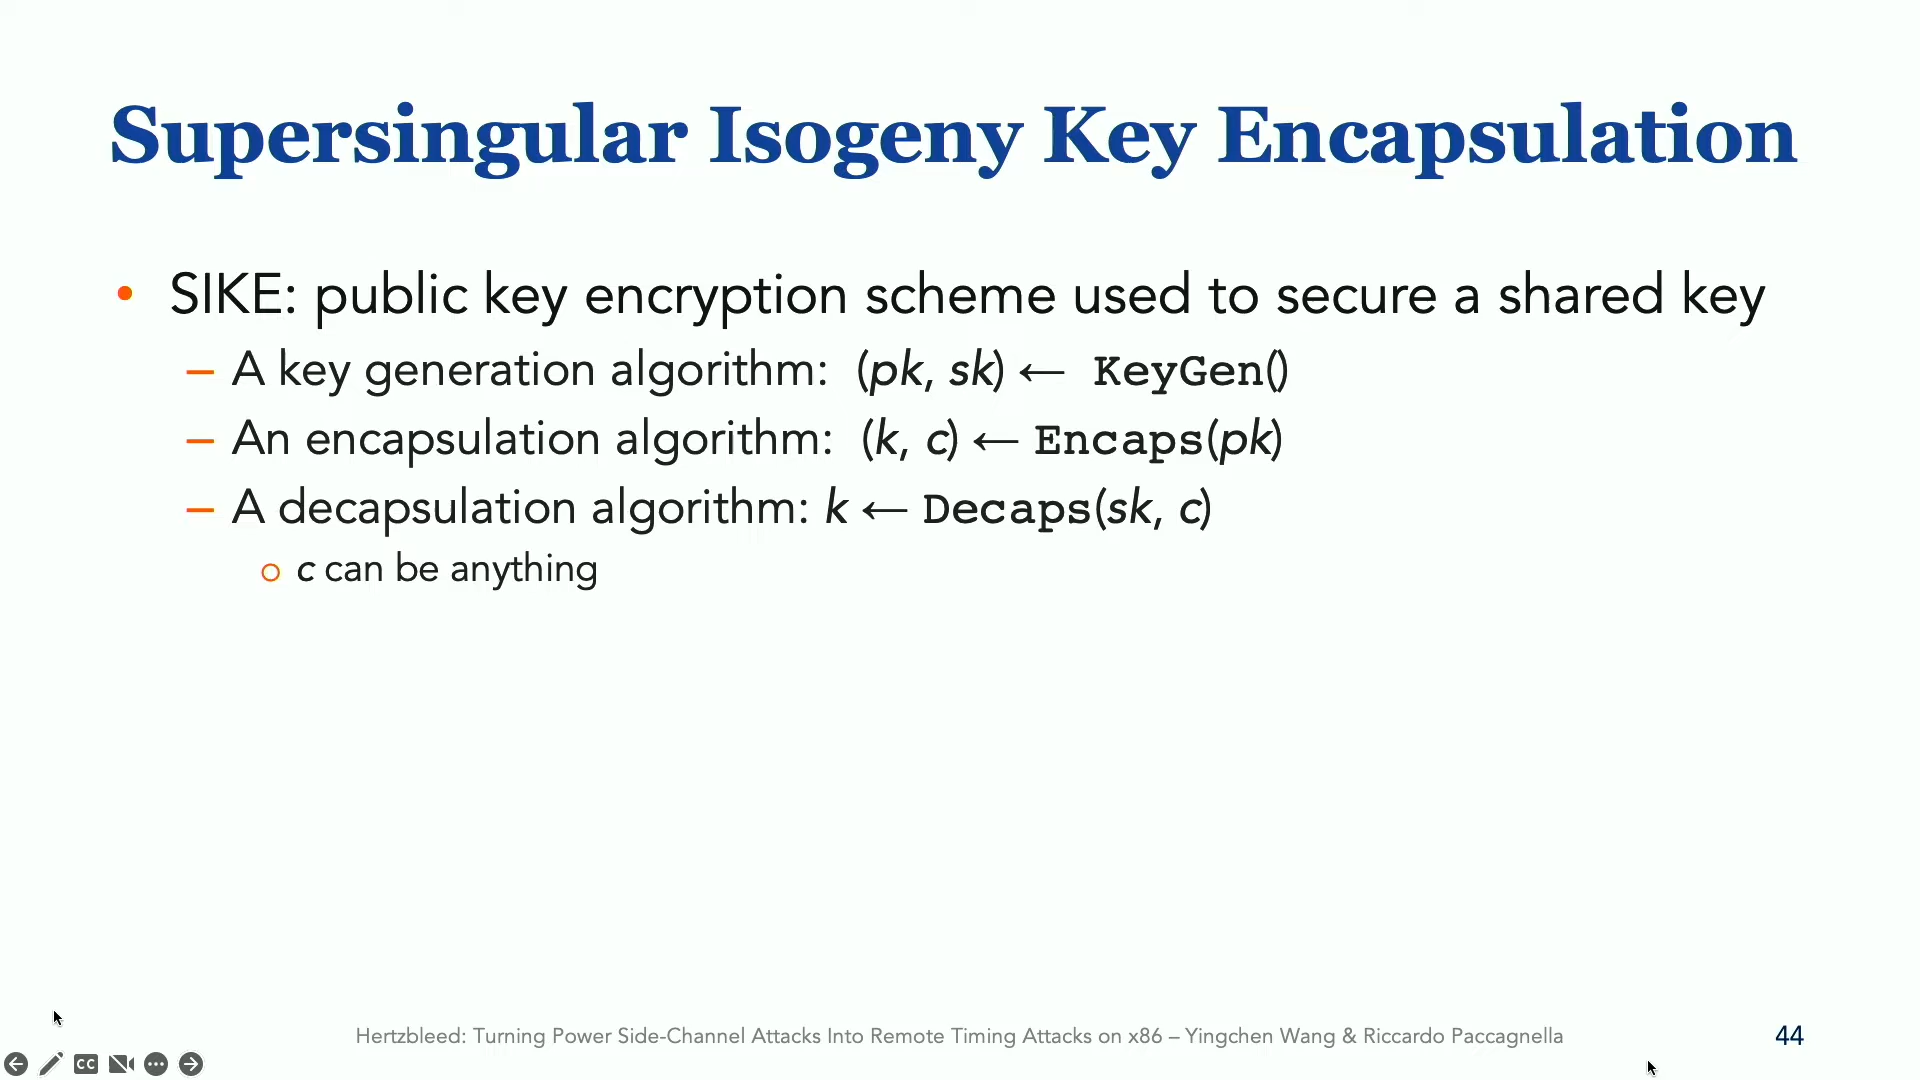 Supersingular Isogeny Key Encapsulation
• SIKE: public key encryption scheme used to secure a shared key
– A key generation algorithm: (pk, sk) ← KeyGen()
– An encapsulation algorithm: (k, c) ← Encaps(pk)
– A decapsulation algorithm: k ← Decaps(sk, c)
○ c can be anything
Hertzbleed: Turning Power Side-Channel Attacks Into Remote Timing Attacks on x86 – Yingchen Wang & Riccardo Paccagnella
44
CC